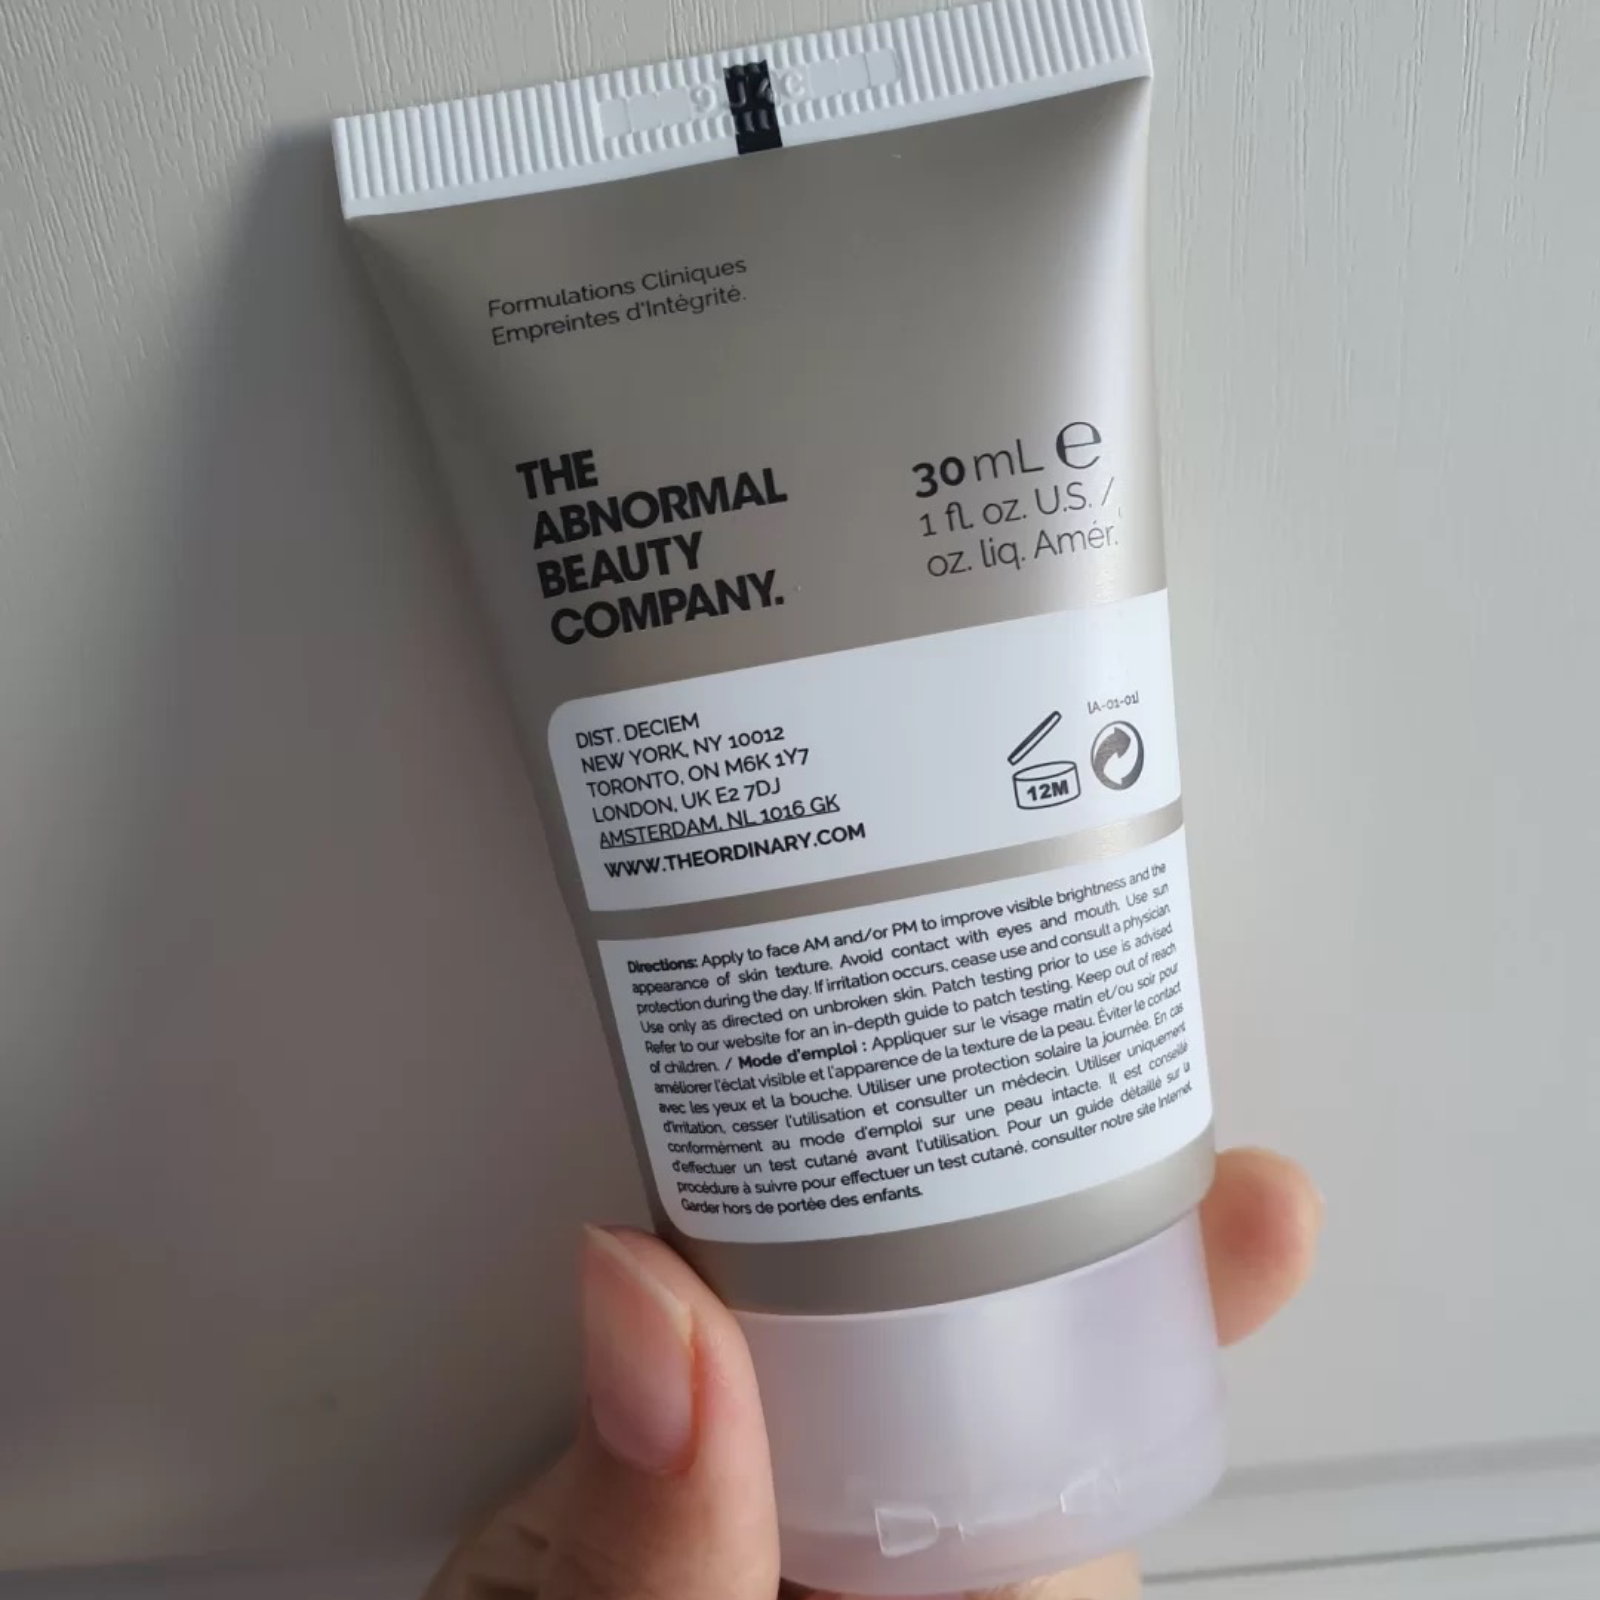 Formulations Cliniques
Empreintes d'Intégrité.
THE
ABNORMAL
BEAUTY
COMPANY.
30 mL e
1 fl. oz. U.S. /
oz. liq. Amér.
DIST. DECIEM
NEW YORK, NY 10012
TORONTO, ON M6K 1Y7
LONDON, UK E2 7DJ
AMSTERDAM, NL 1016 GK
WWW.THEORDINARY.COM
[A-01-01]
12M
Directions: Apply to face AM and/or PM to improve visible brightness and the
appearance of skin texture. Avoid contact with eyes and mouth. Use sun
protection during the day. If irritation occurs, cease use and consult a physician.
Use only as directed on unbroken skin. Patch testing prior to use is advised.
Refer to our website for an in-depth guide to patch testing. Keep out of reach
of children. / Mode d'emploi : Appliquer sur le visage matin et/ou soir pour
améliorer l'éclat visible et l'apparence de la texture de la peau. Éviter le contact
avec les yeux et la bouche. Utiliser une protection solaire la journée. En cas
d'irritation, cesser l'utilisation et consulter un médecin. Utiliser uniquement
conformément au mode d'emploi sur une peau intacte. Il est conseillé
d'effectuer un test cutané avant l'utilisation. Pour un guide détaillé sur la
procédure à suivre pour effectuer un test cutané, consulter notre site Internet.
Garder hors de portée des enfants.